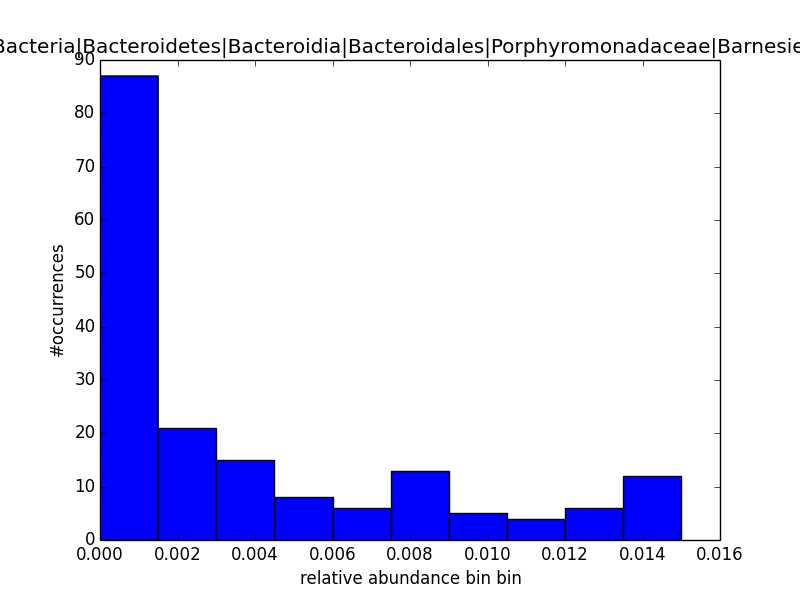 Bacteria|Bacteroidetes|Bacteroidia|Bacteroidales|Porphyromonadaceae|Barnesie
90
80
70
60
50
40
30
20
10
0
#occurrences
0.000 0.002 0.004 0.006 0.008 0.010 0.012 0.014 0.016
relative abundance bin bin